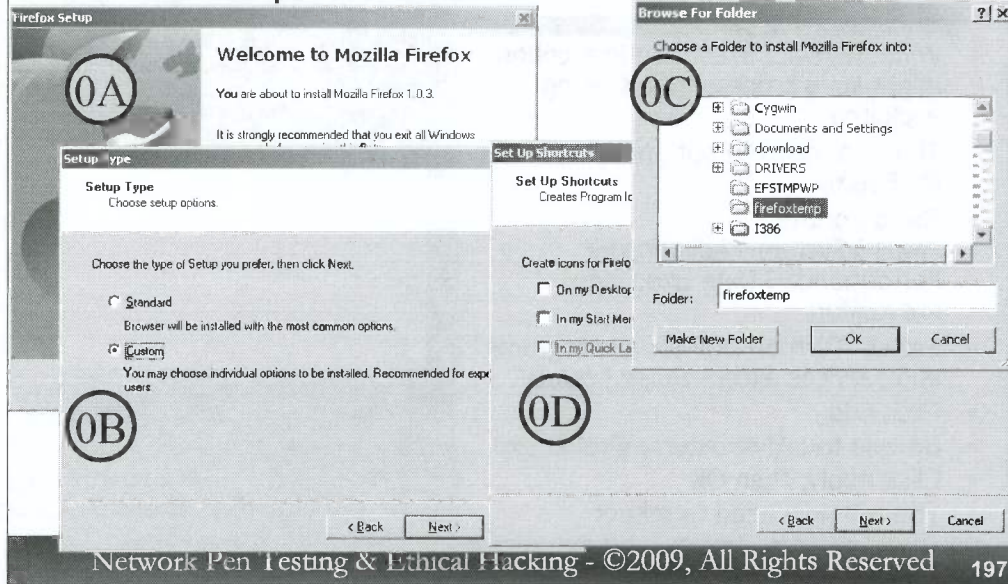 Firefox Setup
Welcome to Mozilla Firefox
0A
You are about to install Mozilla Firefox 1.0.3.
It is strongly recommended that you exit all Windows
Setup Type
Setup Type
Choose setup options.
Choose the type of Setup you prefer, then click Next.
Standard
Browser will be installed with the most common options.
Custom
You may choose individual options to be installed. Recommended for expe
users
0B
< Back
Next >
Set Up Shortcuts
Set Up Shortcuts
Creates Program Ic
Create icons for Firefo
On my Desktop
In my Start Men
In my Quick La
0D
< Back
Next >
Cancel
Browse For Folder
? X
Choose a Folder to install Mozilla Firefox into:
0C
Cygwin
Documents and Settings
download
DRIVERS
EFSTMPWP
firefoxtemp
I386
Folder:
firefoxtemp
Make New Folder
OK
Cancel
Network Pen Testing & Ethical Hacking - ©2009, All Rights Reserved
197